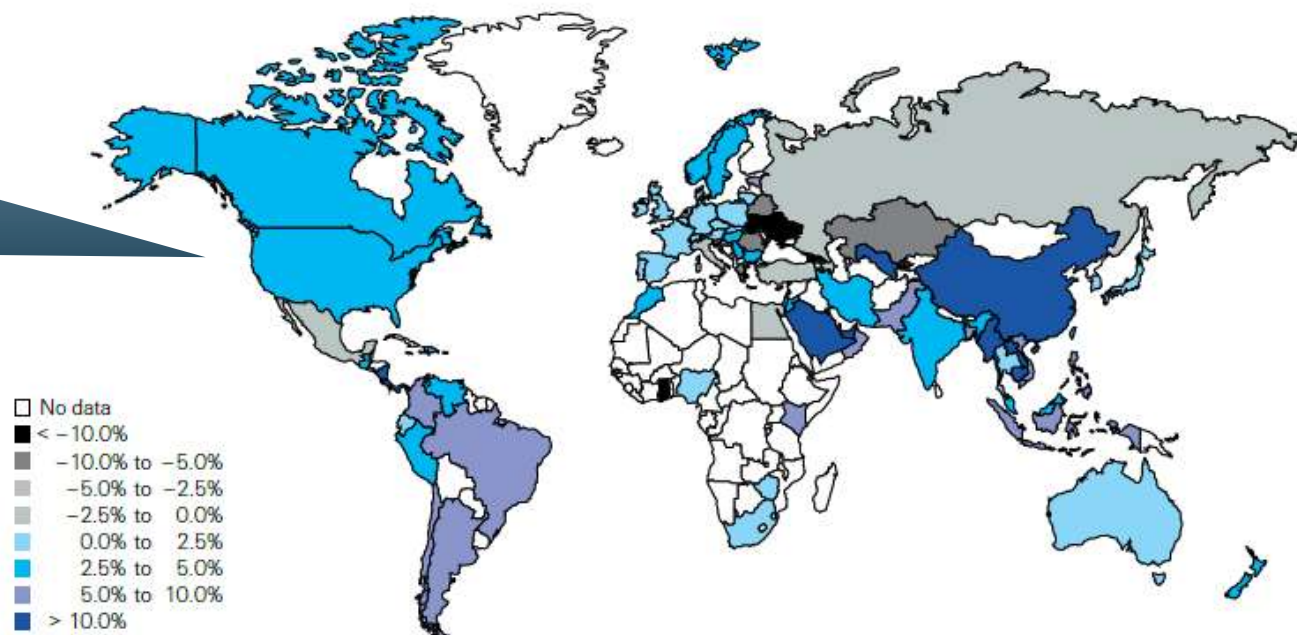 No data
< −10.0%
−10.0% to −5.0%
−5.0% to −2.5%
−2.5% to 0.0%
0.0% to 2.5%
2.5% to 5.0%
5.0% to 10.0%
> 10.0%